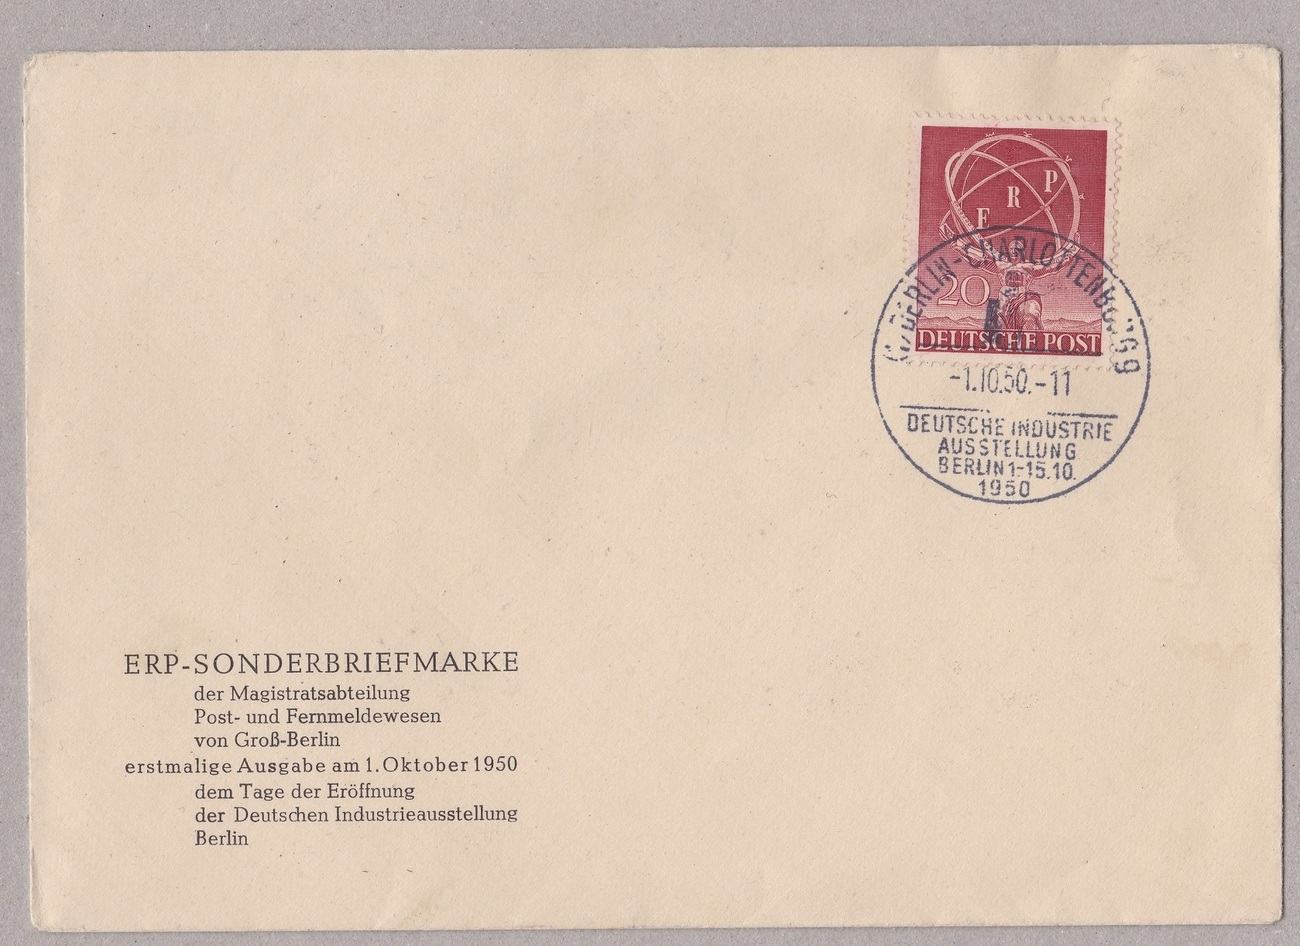 E R P
20
DEUTSCHE POST
BERLIN-CHARLOTTENBURG 9
-1.10.50.-11
DEUTSCHE INDUSTRIE
AUSSTELLUNG
BERLIN 1-15.10.
1950
ERP-SONDERBRIEFMARKE
der Magistratsabteilung
Post- und Fernmeldewesen
von Groß-Berlin
erstmalige Ausgabe am 1. Oktober 1950
dem Tage der Eröffnung
der Deutschen Industrieausstellung
Berlin